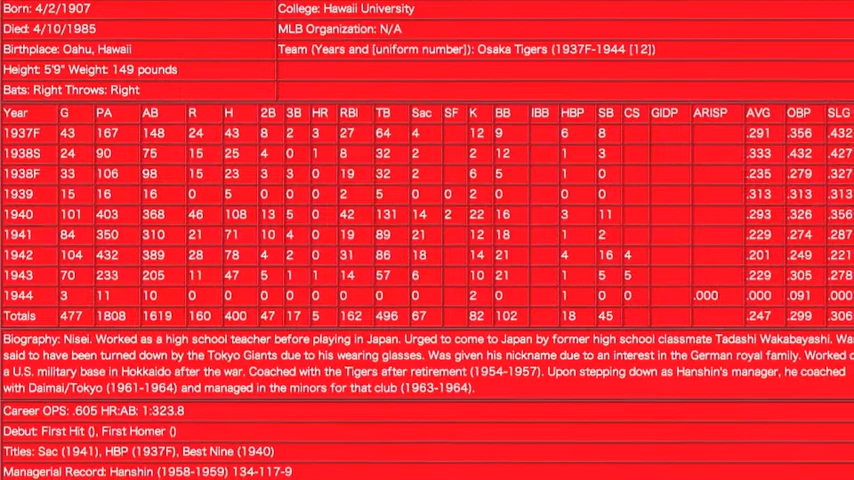 Born: 4/2/1907 College: Hawaii University
Died: 4/10/1985 MLB Organization: N/A
Birthplace: Oahu, Hawaii Team (Years and [uniform number]): Osaka Tigers (1937F-1944 [12])
Height: 5'9" Weight: 149 pounds
Bats: Right Throws: Right
Year G PA AB R H 2B 3B HR RBI TB Sac SF K BB IBB HBP SB CS GIDP ARISP AVG OBP SLG
1937F 43 167 148 24 43 8 2 3 27 64 4 12 9 6 8 .291 .356 .432
1938S 24 90 75 15 25 4 0 1 8 32 2 2 12 1 3 .333 .432 .427
1938F 33 106 98 15 23 3 3 0 19 32 2 6 5 1 0 .235 .279 .327
1939 15 16 16 0 5 0 0 0 2 5 0 0 2 0 0 0 .313 .313 .313
1940 101 403 368 46 108 13 5 0 42 131 14 2 22 16 3 11 .293 .326 .356
1941 84 350 310 21 71 10 4 0 19 89 21 12 18 1 2 .229 .274 .287
1942 104 432 389 28 78 4 2 0 31 86 18 14 21 4 16 4 .201 .249 .221
1943 70 233 205 11 47 5 1 1 14 57 6 10 21 1 5 5 .229 .305 .278
1944 3 11 10 0 0 0 0 0 0 0 0 2 0 1 0 0 .000 .000 .091 .000
Totals 477 1808 1619 160 400 47 17 5 162 496 67 82 102 18 45 .247 .299 .306
Biography: Nisei. Worked as a high school teacher before playing in Japan. Urged to come to Japan by former high school classmate Tadashi Wakabayashi. Wa
said to have been turned down by the Tokyo Giants due to his wearing glasses. Was given his nickname due to an interest in the German royal family. Worked o
a U.S. military base in Hokkaido after the war. Coached with the Tigers after retirement (1954-1957). Upon stepping down as Hanshin's manager, he coached
with Daimai/Tokyo (1961-1964) and managed in the minors for that club (1963-1964).
Career OPS: .605 HR:AB: 1:323.8
Debut: First Hit (), First Homer ()
Titles: Sac (1941), HBP (1937F), Best Nine (1940)
Managerial Record: Hanshin (1958-1959) 134-117-9